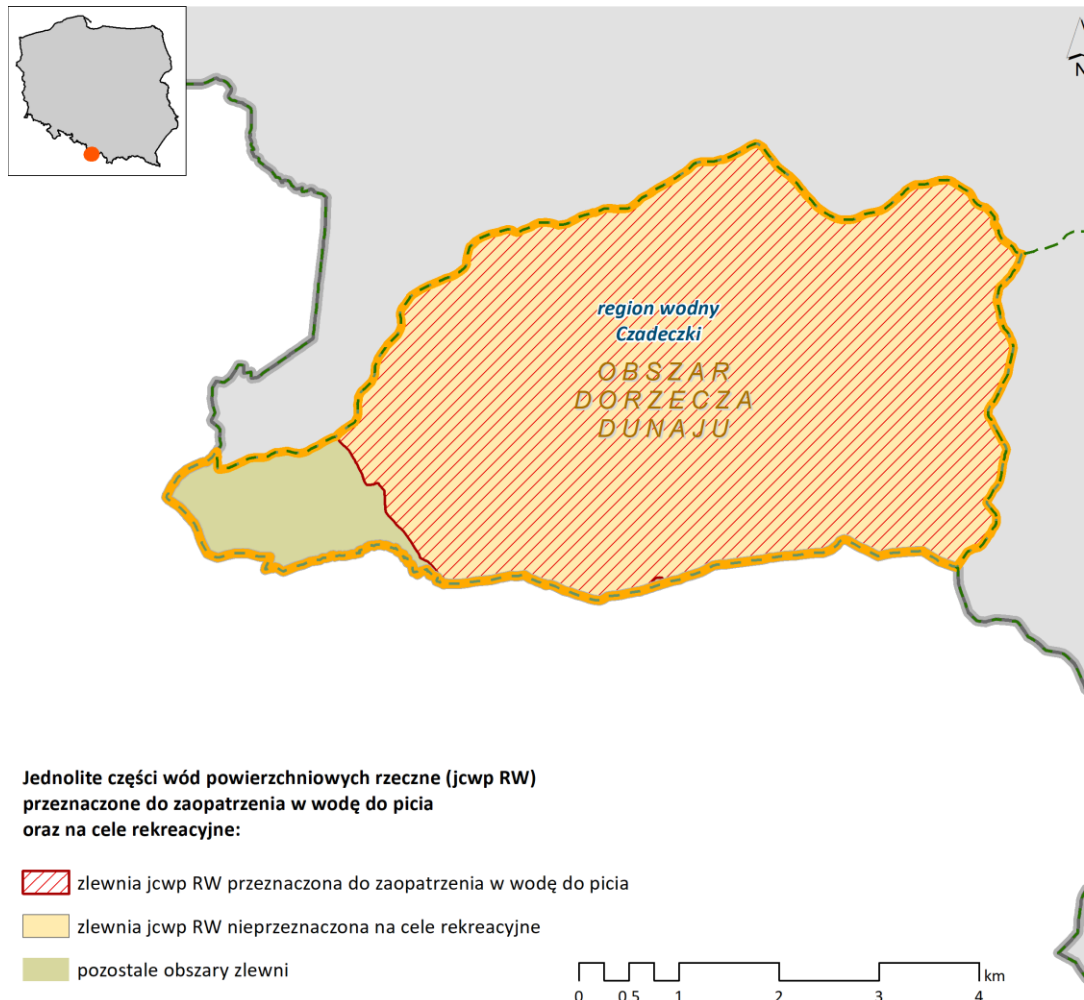 N
region wodny
Czadeczki
OBSZAR
DORZECZA
DUNAJU
Jednolite części wód powierzchniowych rzeczne (jcwp RW)
przeznaczone do zaopatrzenia w wodę do picia
oraz na cele rekreacyjne:
zlewnia jcwp RW przeznaczona do zaopatrzenia w wodę do picia
zlewnia jcwp RW nieprzeznaczona na cele rekreacyjne
pozostałe obszary zlewni
km
0 0,5 1 2 3 4